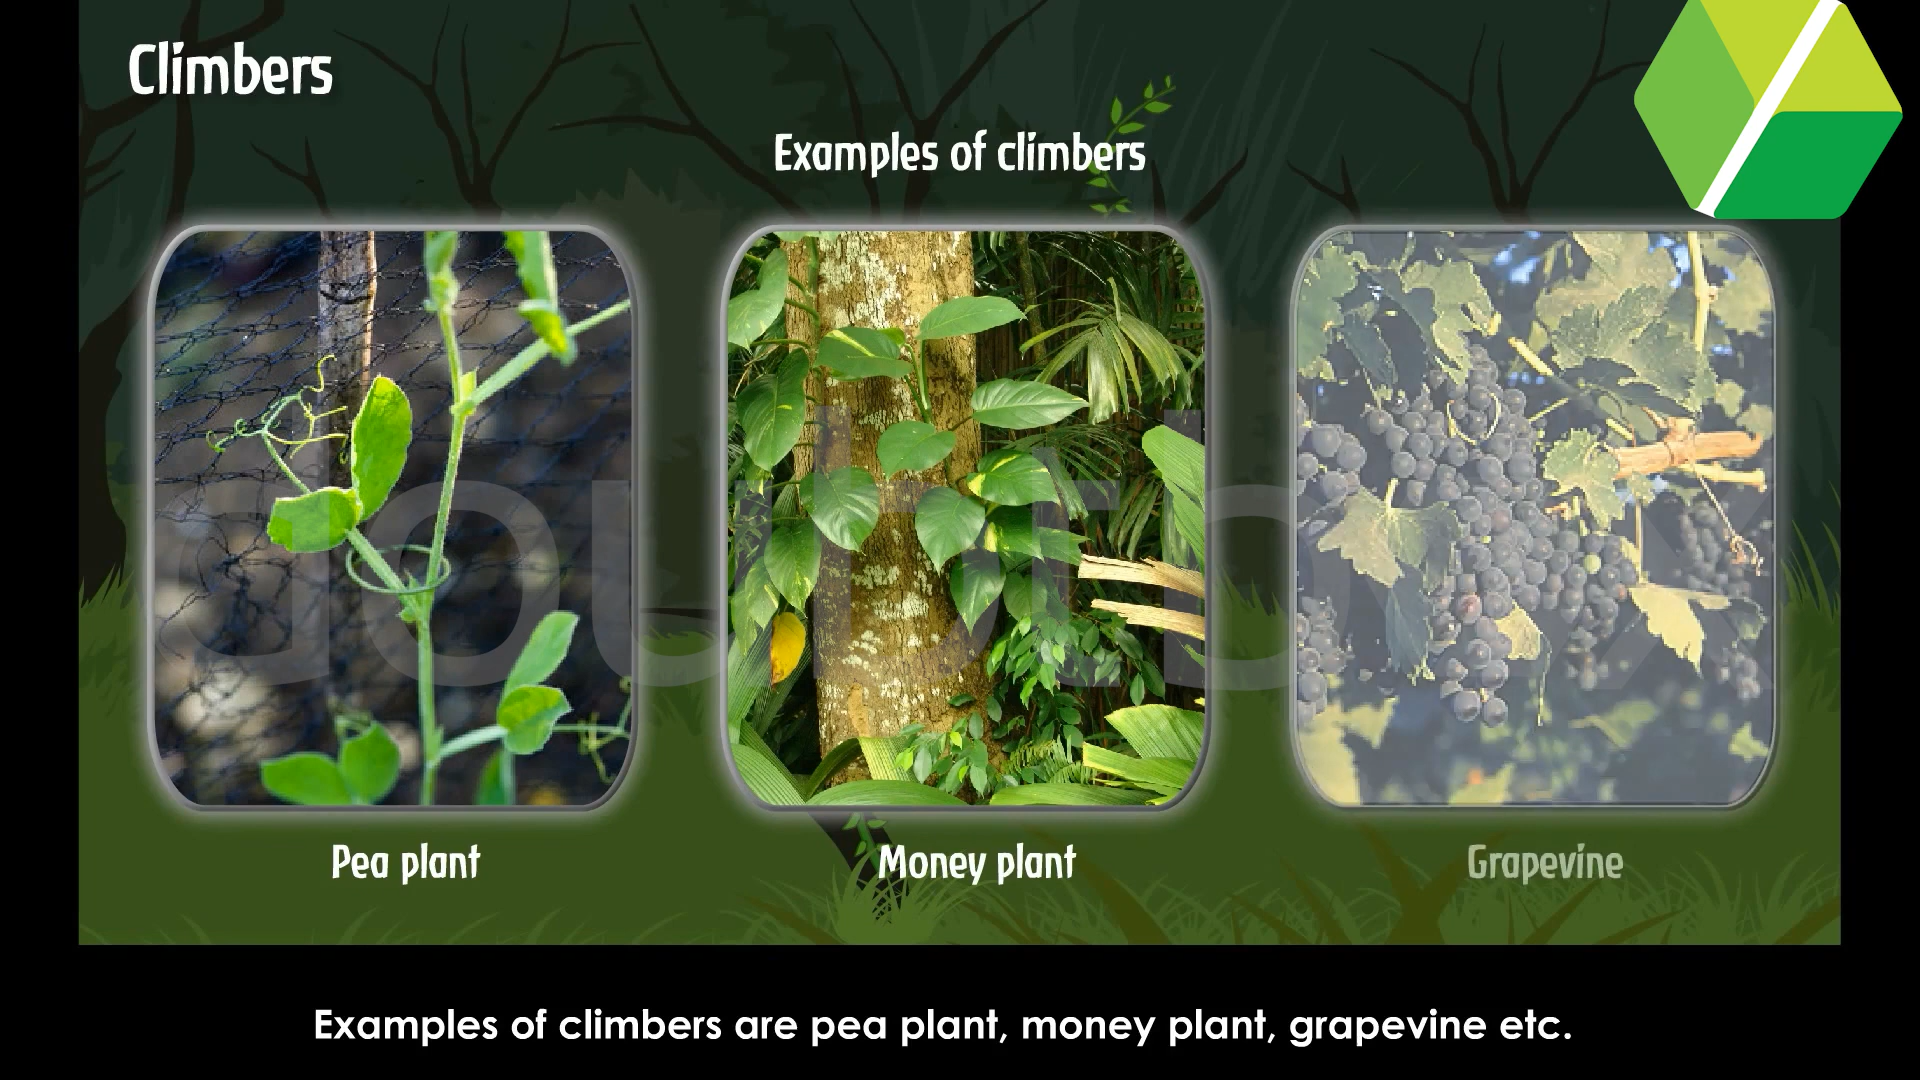 Climbers
Examples of climbers
Pea plant
Money plant
Grapevine
doubtbox
Examples of climbers are pea plant, money plant, grapevine etc.